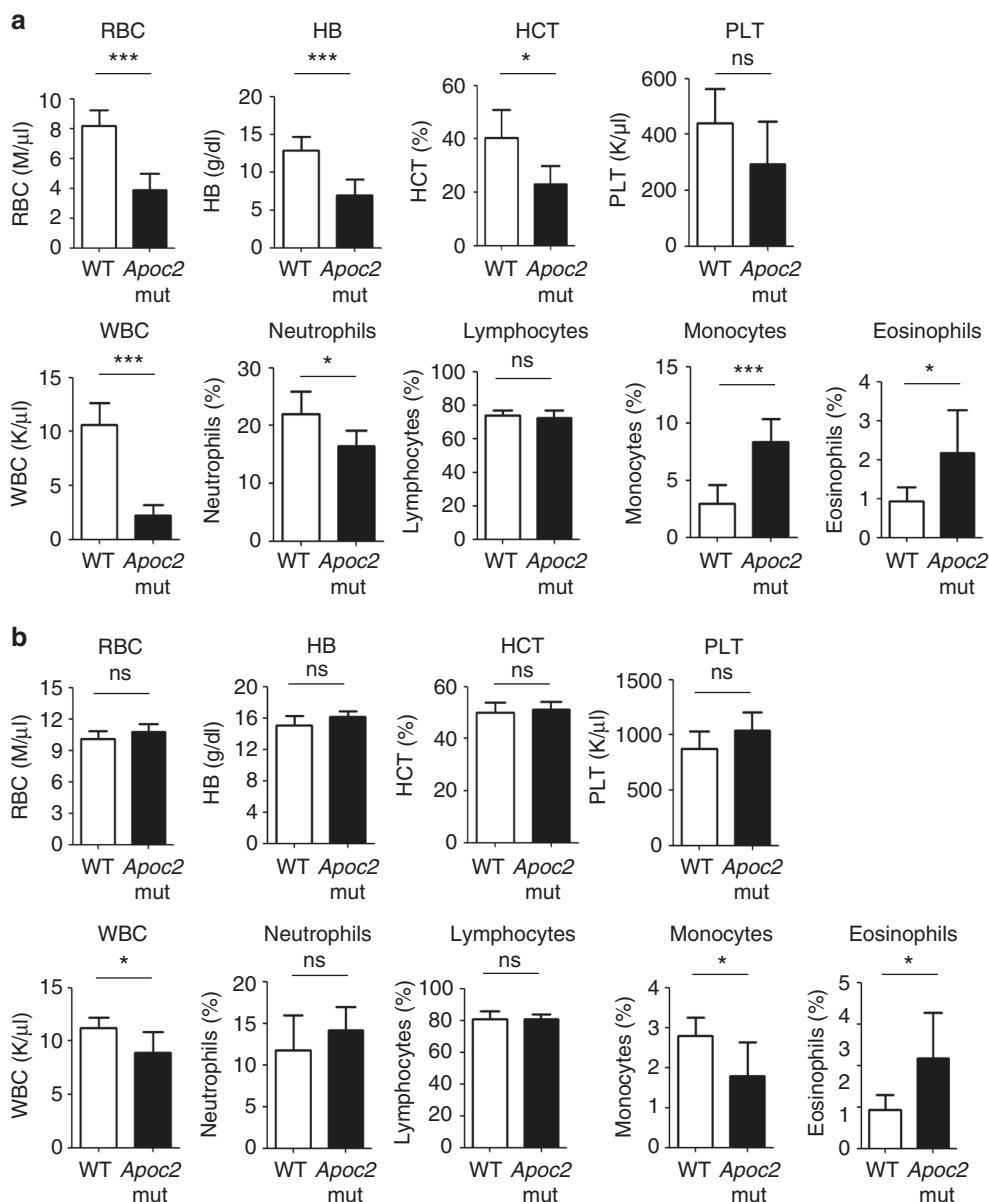 a
RBC
HB
HCT
PLT
***
***
*
ns
RBC (M/μl)
10
8
6
4
2
0
WT
Apoc2
mut
HB (g/dl)
20
15
10
5
0
WT
Apoc2
mut
HCT (%)
60
40
20
0
WT
Apoc2
mut
PLT (K/μl)
600
400
200
0
WT
Apoc2
mut
WBC
Neutrophils
Lymphocytes
Monocytes
Eosinophils
***
*
ns
***
*
WBC (K/μl)
15
10
5
0
WT
Apoc2
mut
Neutrophils (%)
30
20
10
0
WT
Apoc2
mut
Lymphocytes (%)
100
80
60
40
20
0
WT
Apoc2
mut
Monocytes (%)
15
10
5
0
WT
Apoc2
mut
Eosinophils (%)
4
3
2
1
0
WT
Apoc2
mut
b
RBC
HB
HCT
PLT
ns
ns
ns
ns
RBC (M/μl)
15
12
9
6
3
0
WT
Apoc2
mut
HB (g/dl)
20
16
12
8
4
0
WT
Apoc2
mut
HCT (%)
60
40
20
0
WT
Apoc2
mut
PLT (K/μl)
1500
1000
500
0
WT
Apoc2
mut
WBC
Neutrophils
Lymphocytes
Monocytes
Eosinophils
*
ns
ns
*
*
WBC (K/μl)
15
10
5
0
WT
Apoc2
mut
Neutrophils (%)
20
15
10
5
0
WT
Apoc2
mut
Lymphocytes (%)
100
80
60
40
20
0
WT
Apoc2
mut
Monocytes (%)
4
3
2
1
0
WT
Apoc2
mut
Eosinophils (%)
5
4
3
2
1
0
WT
Apoc2
mut